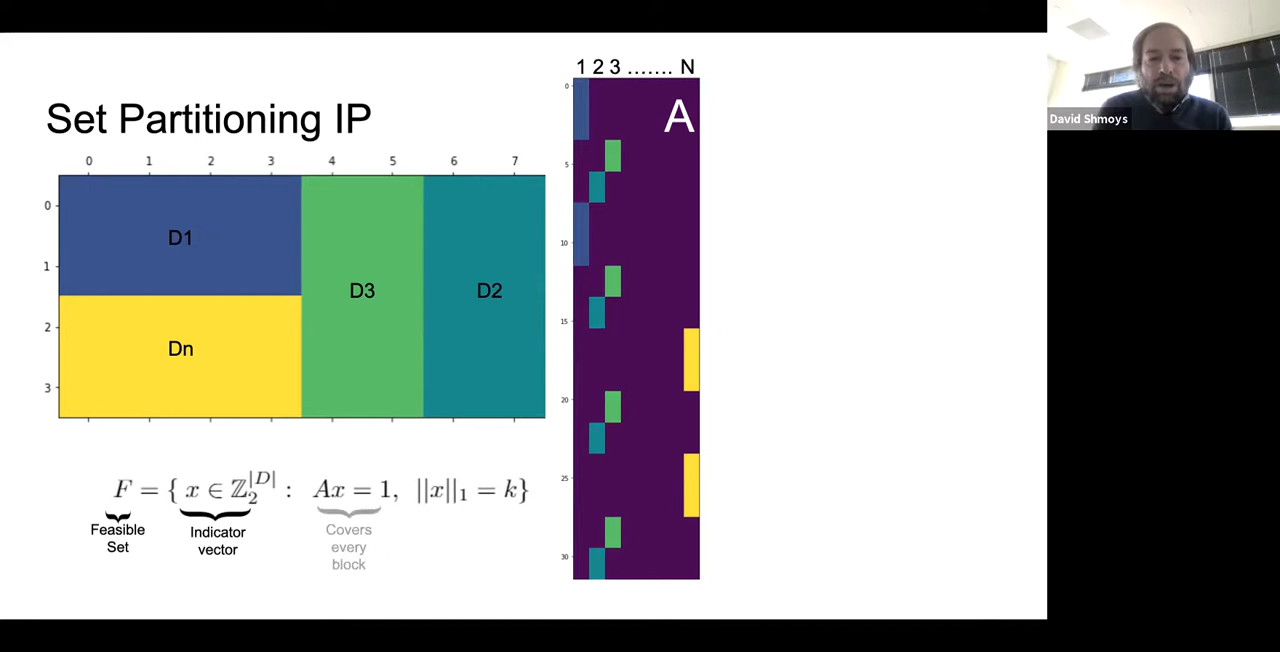 Set Partitioning IP
0 1 2 3 4 5 6 7
0
1
2
3
D1
D3
D2
Dn
F = { x ∈ ℤ₂^{|D|} : Ax = 1, ||x||₁ = k}
Feasible
Set
Indicator
vector
Covers
every
block
1 2 3 ....... N
A
0
5
10
15
20
25
30
David Shmoys